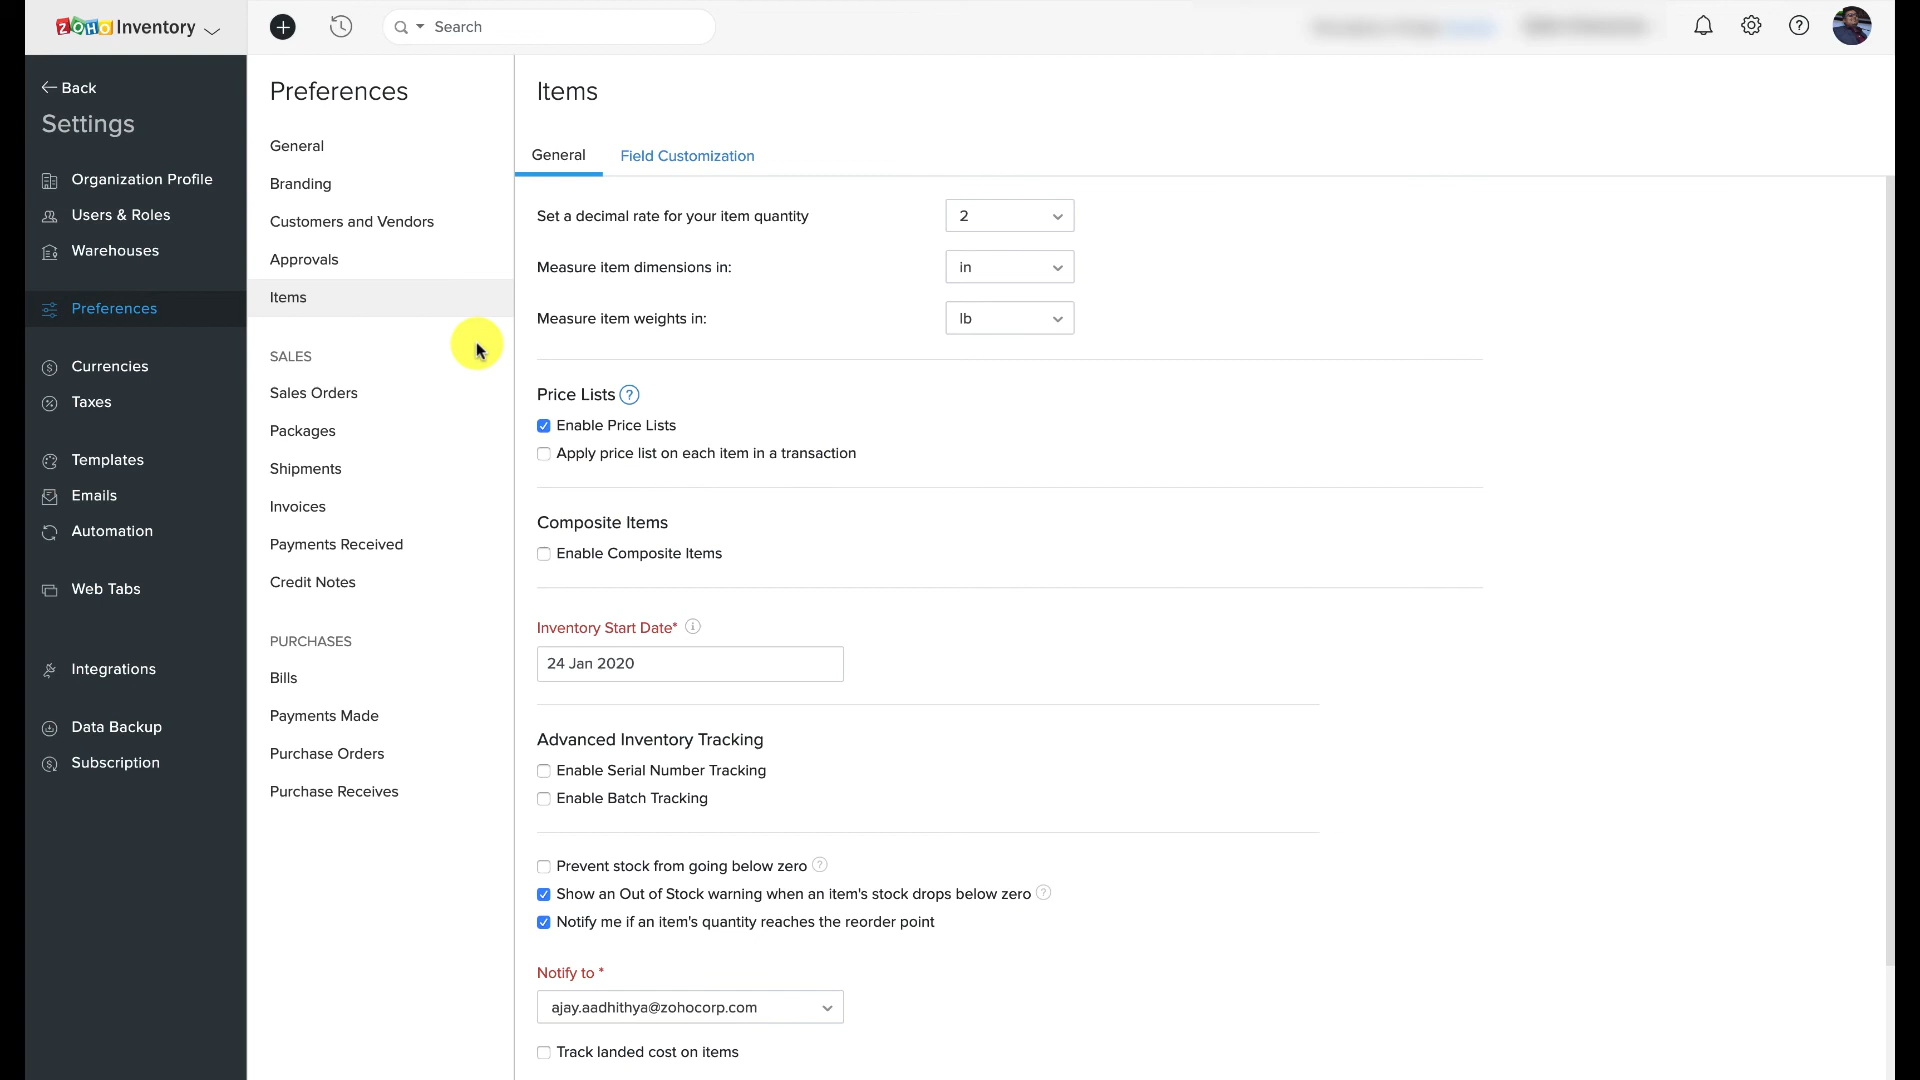 ZOHO Inventory
Search
Back
Settings
Organization Profile
Users & Roles
Warehouses
Preferences
Currencies
Taxes
Templates
Emails
Automation
Web Tabs
Integrations
Data Backup
Subscription
Preferences
General
Branding
Customers and Vendors
Approvals
Items
SALES
Sales Orders
Packages
Shipments
Invoices
Payments Received
Credit Notes
PURCHASES
Bills
Payments Made
Purchase Orders
Purchase Receives
Items
General Field Customization
Set a decimal rate for your item quantity 2
Measure item dimensions in: in
Measure item weights in: lb
Price Lists ?
Enable Price Lists
Apply price list on each item in a transaction
Composite Items
Enable Composite Items
Inventory Start Date*
24 Jan 2020
Advanced Inventory Tracking
Enable Serial Number Tracking
Enable Batch Tracking
Prevent stock from going below zero ?
Show an Out of Stock warning when an item's stock drops below zero ?
Notify me if an item's quantity reaches the reorder point
Notify to *
ajay.aadhithya@zohocorp.com
Track landed cost on items